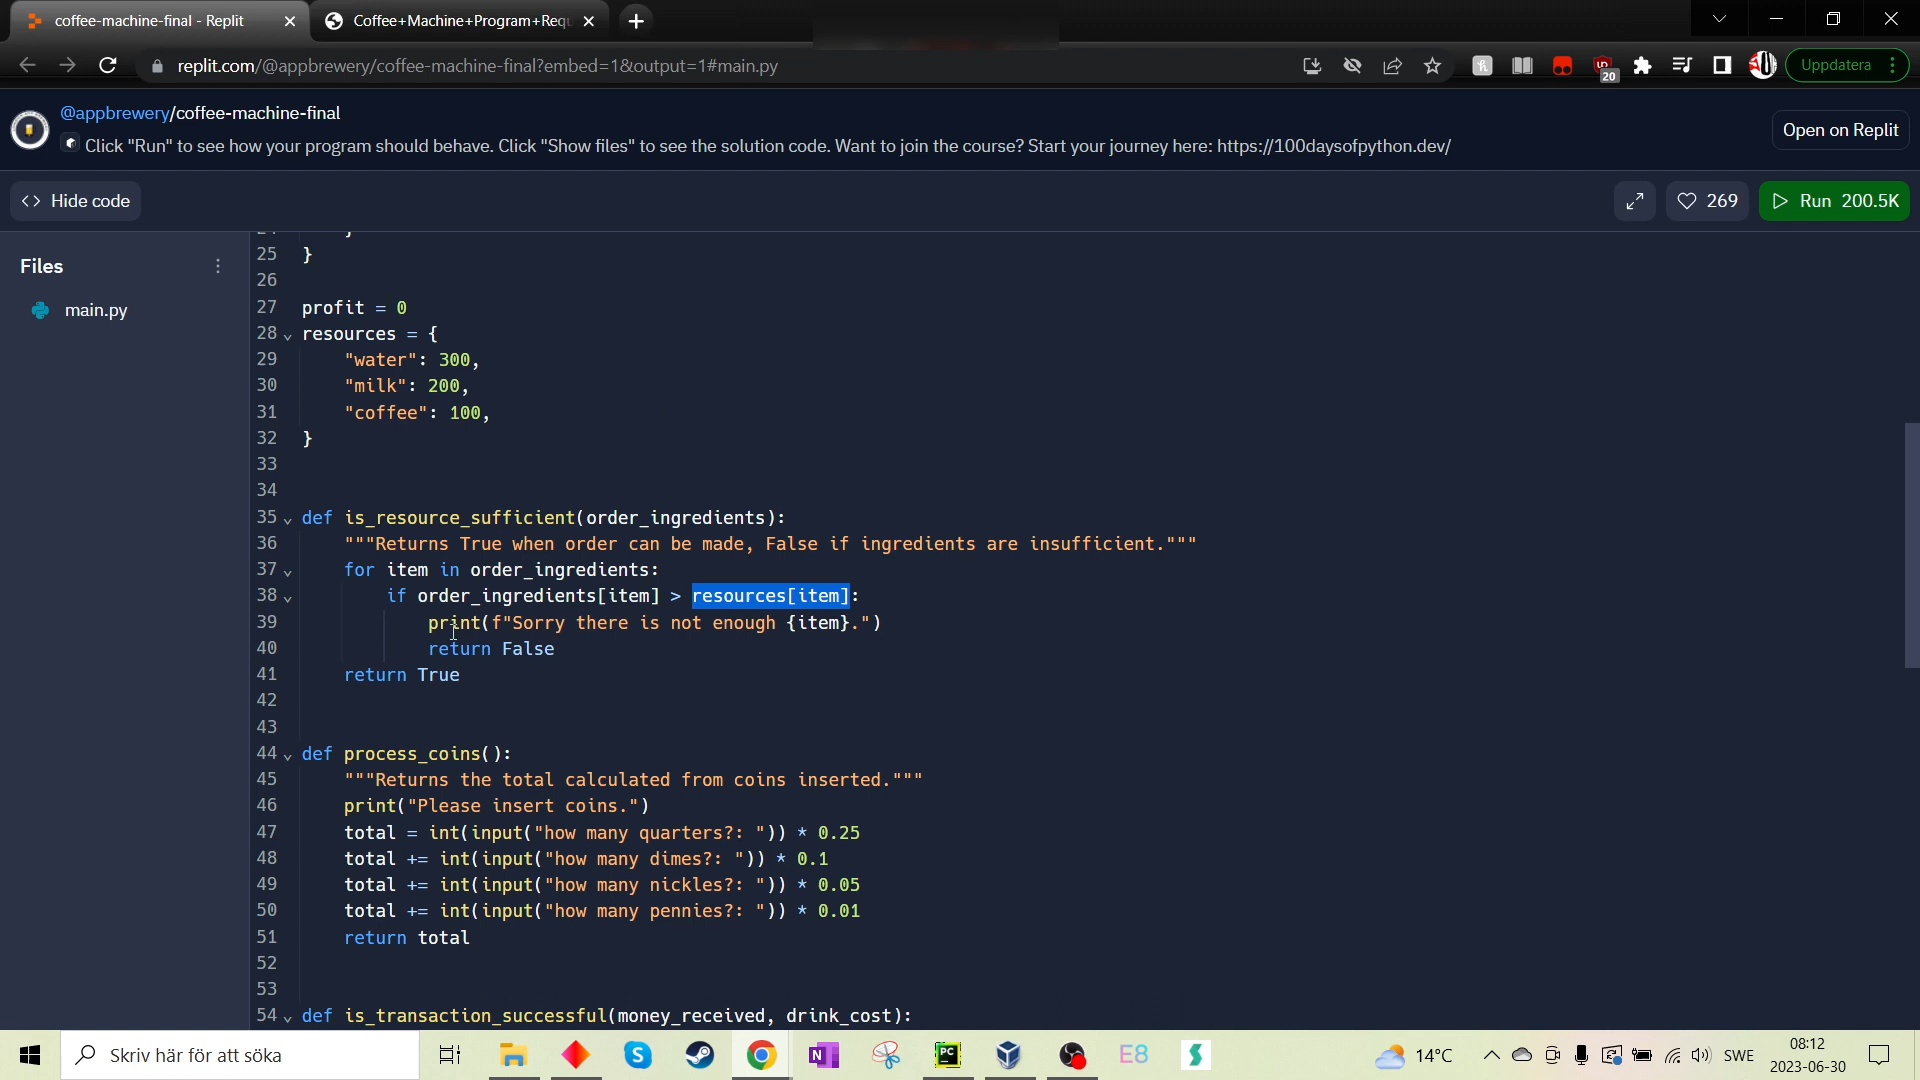 coffee-machine-final - Replit
Coffee+Machine+Program+Requ
replit.com/@appbrewery/coffee-machine-final?embed=1&output=1#main.py
20
Uppdatera
@appbrewery/coffee-machine-final
Click "Run" to see how your program should behave. Click "Show files" to see the solution code. Want to join the course? Start your journey here: https://100daysofpython.dev/
Open on Replit
<> Hide code
269
Run 200.5K
Files
main.py
25 }
26
27 profit = 0
28 resources = {
29 "water": 300,
30 "milk": 200,
31 "coffee": 100,
32 }
33
34
35 def is_resource_sufficient(order_ingredients):
36 """Returns True when order can be made, False if ingredients are insufficient."""
37 for item in order_ingredients:
38 if order_ingredients[item] > resources[item]:
39 print(f"Sorry there is not enough {item}.")
40 return False
41 return True
42
43
44 def process_coins():
45 """Returns the total calculated from coins inserted."""
46 print("Please insert coins.")
47 total = int(input("how many quarters?: ")) * 0.25
48 total += int(input("how many dimes?: ")) * 0.1
49 total += int(input("how many nickles?: ")) * 0.05
50 total += int(input("how many pennies?: ")) * 0.01
51 return total
52
53
54 def is_transaction_successful(money_received, drink_cost):
Skriv här för att söka
PC
E8
14°C
SWE
08:12
2023-06-30